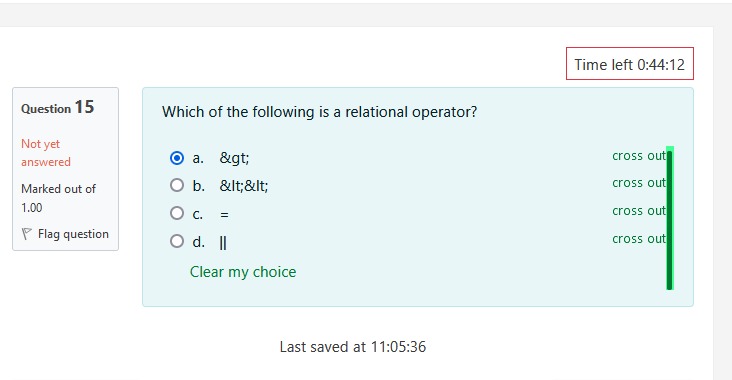 Time left 0:44:12
Question 15
Not yet
answered
Marked out of
1.00
Flag question
Which of the following is a relational operator?
a. &gt; cross out
b. &lt;&lt; cross out
c. = cross out
d. || cross out
Clear my choice
Last saved at 11:05:36